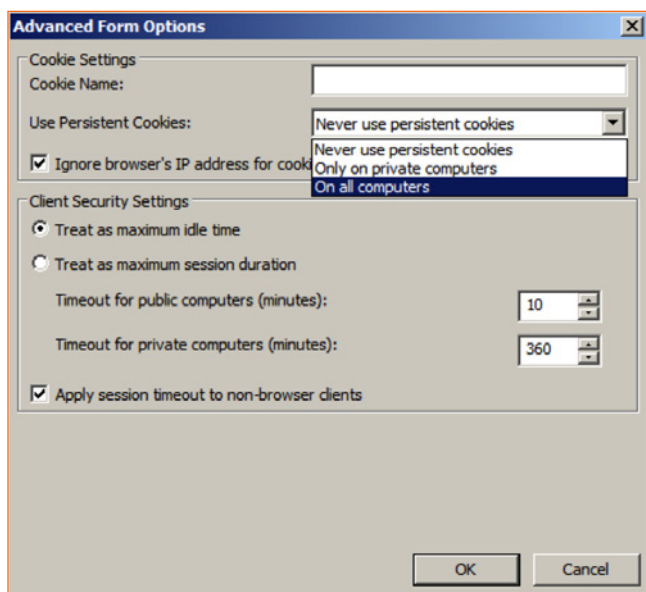 Advanced Form Options
Cookie Settings
Cookie Name:
Use Persistent Cookies:
Never use persistent cookies
Never use persistent cookies
Only on private computers
On all computers
Ignore browser's IP address for
Client Security Settings
Treat as maximum idle time
Treat as maximum session duration
Timeout for public computers (minutes):
10
Timeout for private computers (minutes):
360
Apply session timeout to non-browser clients
OK Cancel